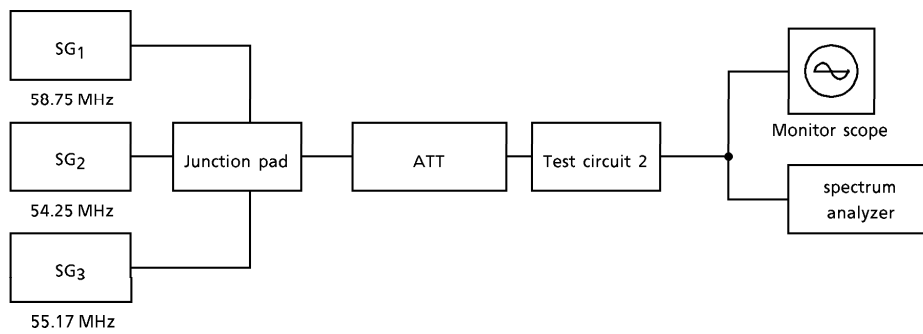 SG1
58.75 MHz
SG2
54.25 MHz
SG3
55.17 MHz
Junction pad
ATT
Test circuit 2
Monitor scope
spectrum
analyzer